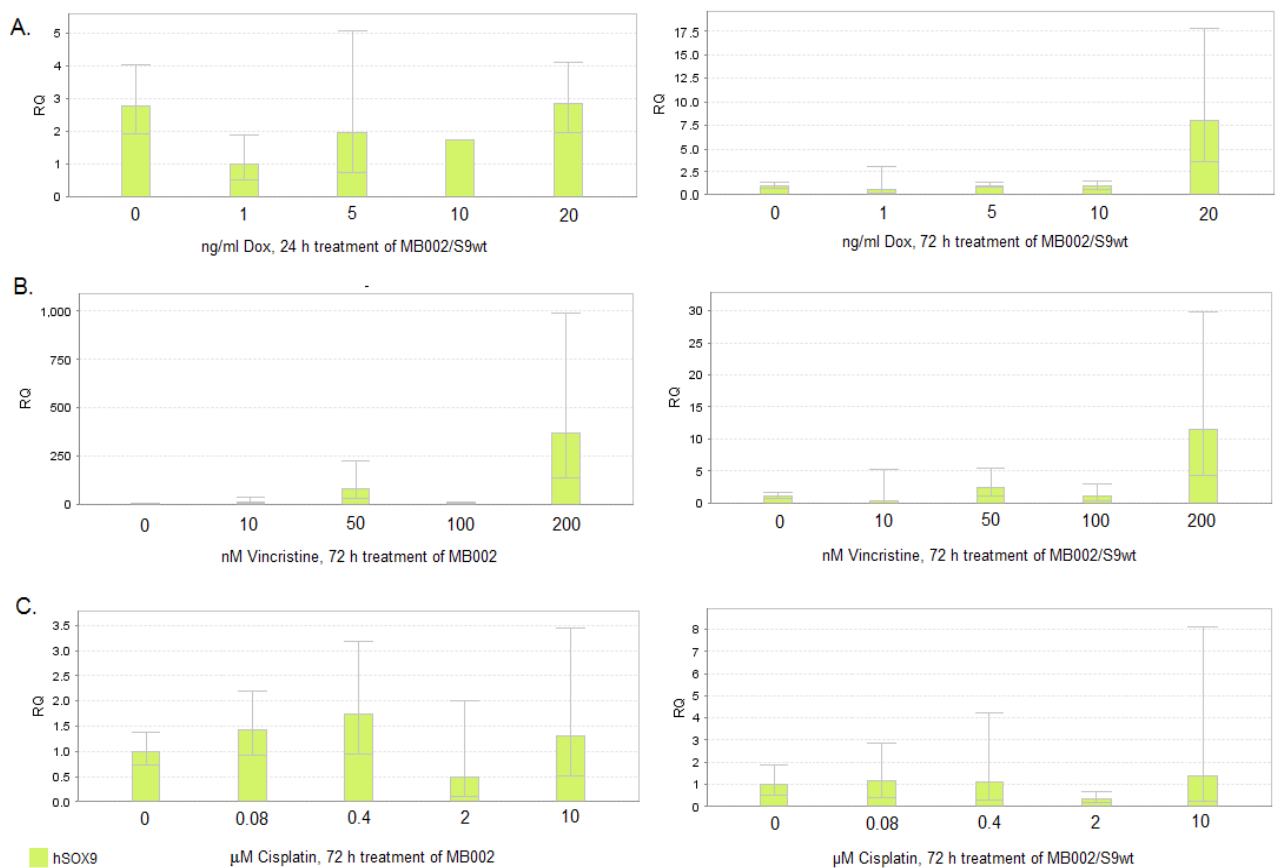 A.
RQ
5
4
3
2
1
0
0 1 5 10 20
ng/ml Dox, 24 h treatment of MB002/S9wt
RQ
17.5
15.0
12.5
10.0
7.5
5.0
2.5
0.0
0 1 5 10 20
ng/ml Dox, 72 h treatment of MB002/S9wt
B.
-
RQ
1,000
750
500
250
0
0 10 50 100 200
nM Vincristine, 72 h treatment of MB002
RQ
30
25
20
15
10
5
0
0 10 50 100 200
nM Vincristine, 72 h treatment of MB002/S9wt
C.
RQ
3.5
3.0
2.5
2.0
1.5
1.0
0.5
0.0
0 0.08 0.4 2 10
μM Cisplatin, 72 h treatment of MB002
RQ
8
7
6
5
4
3
2
1
0
0 0.08 0.4 2 10
μM Cisplatin, 72 h treatment of MB002/S9wt
hSOX9